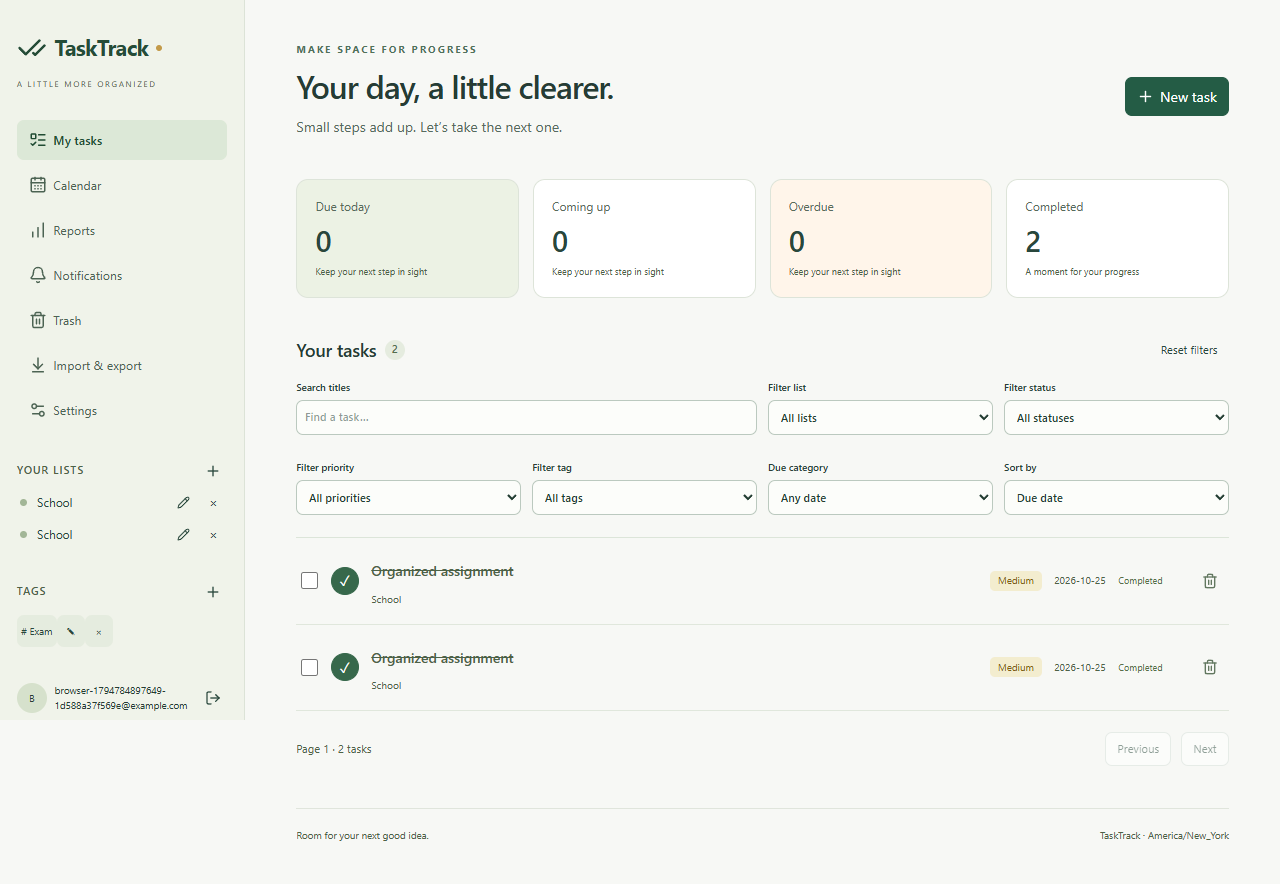 TaskTrack
A LITTLE MORE ORGANIZED
My tasks
Calendar
Reports
Notifications
Trash
Import & export
Settings
YOUR LISTS
School
School
TAGS
# Exam
B
browser-1794784897649-
1d588a37f569e@example.com
MAKE SPACE FOR PROGRESS
Your day, a little clearer.
Small steps add up. Let’s take the next one.
New task
Due today
0
Keep your next step in sight
Coming up
0
Keep your next step in sight
Overdue
0
Keep your next step in sight
Completed
2
A moment for your progress
Your tasks 2
Reset filters
Search titles
Find a task...
Filter list
All lists
Filter status
All statuses
Filter priority
All priorities
Filter tag
All tags
Due category
Any date
Sort by
Due date
Organized assignment
School
Medium 2026-10-25 Completed
Organized assignment
School
Medium 2026-10-25 Completed
Page 1 · 2 tasks
Previous
Next
Room for your next good idea.
TaskTrack · America/New_York